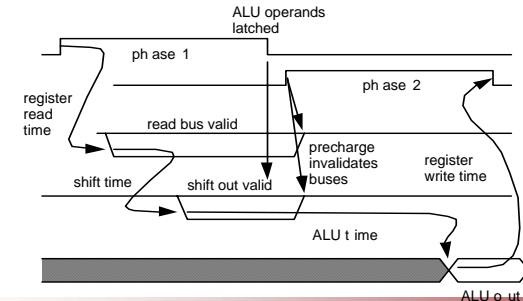 ALU operands
latched
ph ase 1
ph ase 2
register
read
time
read bus valid
precharge
invalidates
buses
register
write time
shift time
shift out valid
ALU t ime
ALU o ut